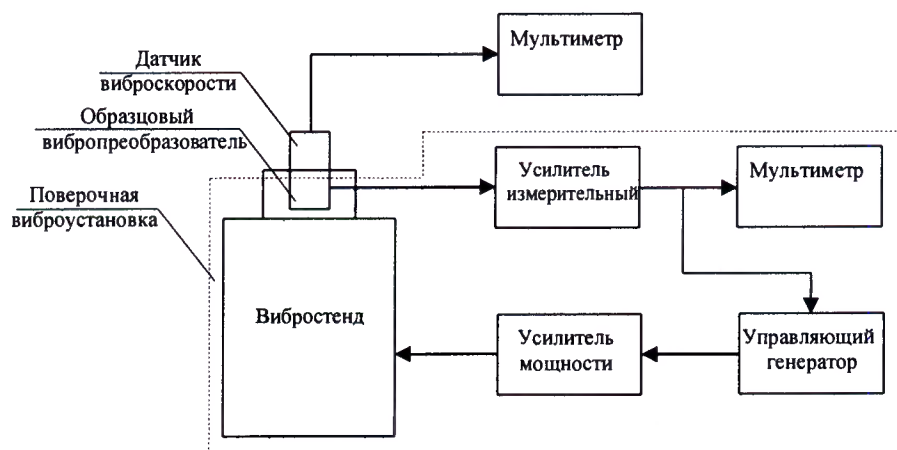 Мультиметр
Датчик
виброскорости
Образцовый
вибропреобразователь
Усилитель
измерительный
Мультиметр
Поверочная
виброустановка
Вибростенд
Усилитель
мощности
Управляющий
генератор